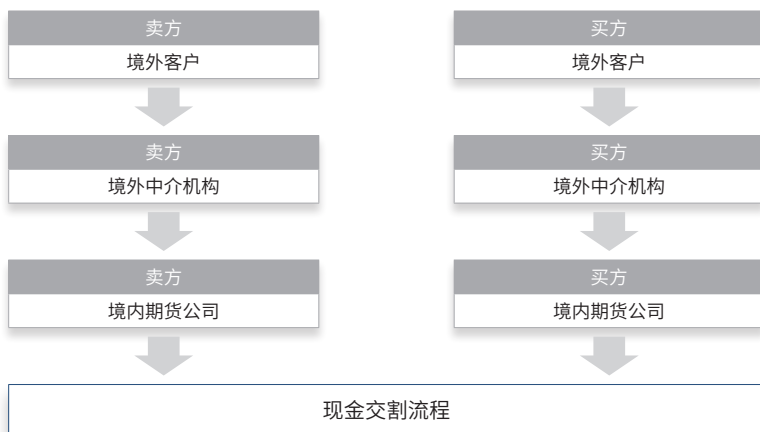 卖方
境外客户
买方
境外客户
卖方
境外中介机构
买方
境外中介机构
卖方
境内期货公司
买方
境内期货公司
现金交割流程